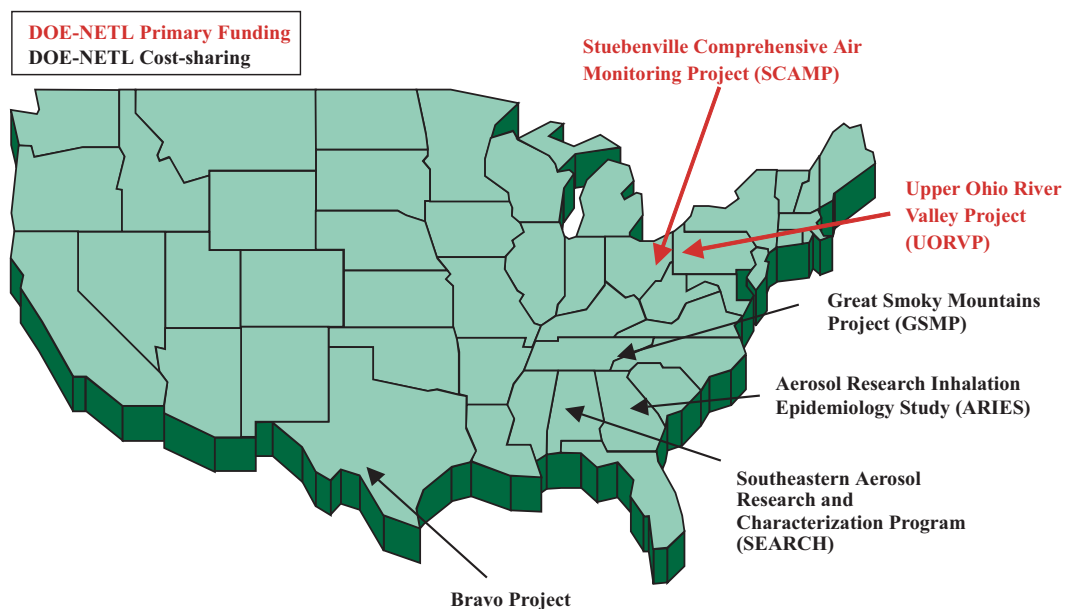 DOE-NETL Primary Funding
DOE-NETL Cost-sharing
Stuebenville Comprehensive Air
Monitoring Project (SCAMP)
Upper Ohio River
Valley Project
(UORVP)
Great Smoky Mountains
Project (GSMP)
Aerosol Research Inhalation
Epidemiology Study (ARIES)
Southeastern Aerosol
Research and
Characterization Program
(SEARCH)
Bravo Project